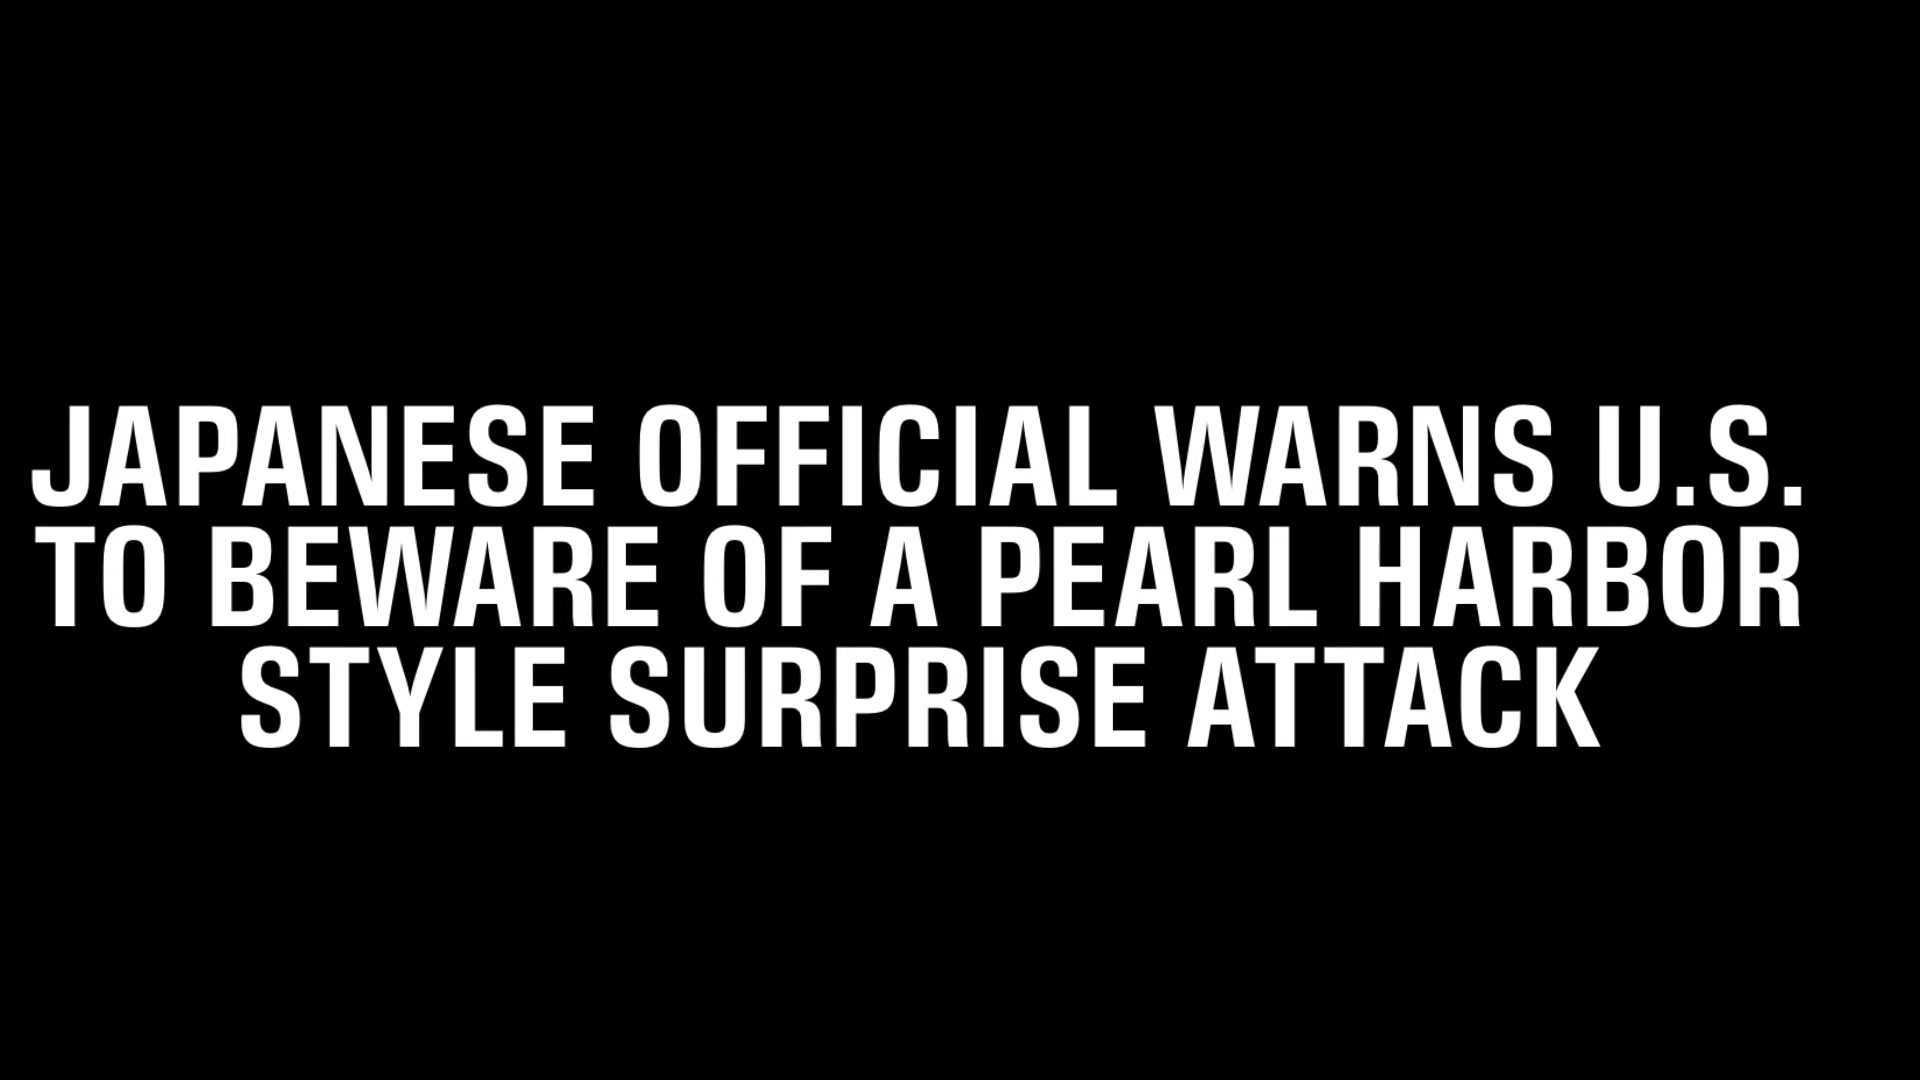 JAPANESE OFFICIAL WARNS U.S.
TO BEWARE OF A PEARL HARBOR
STYLE SURPRISE ATTACK